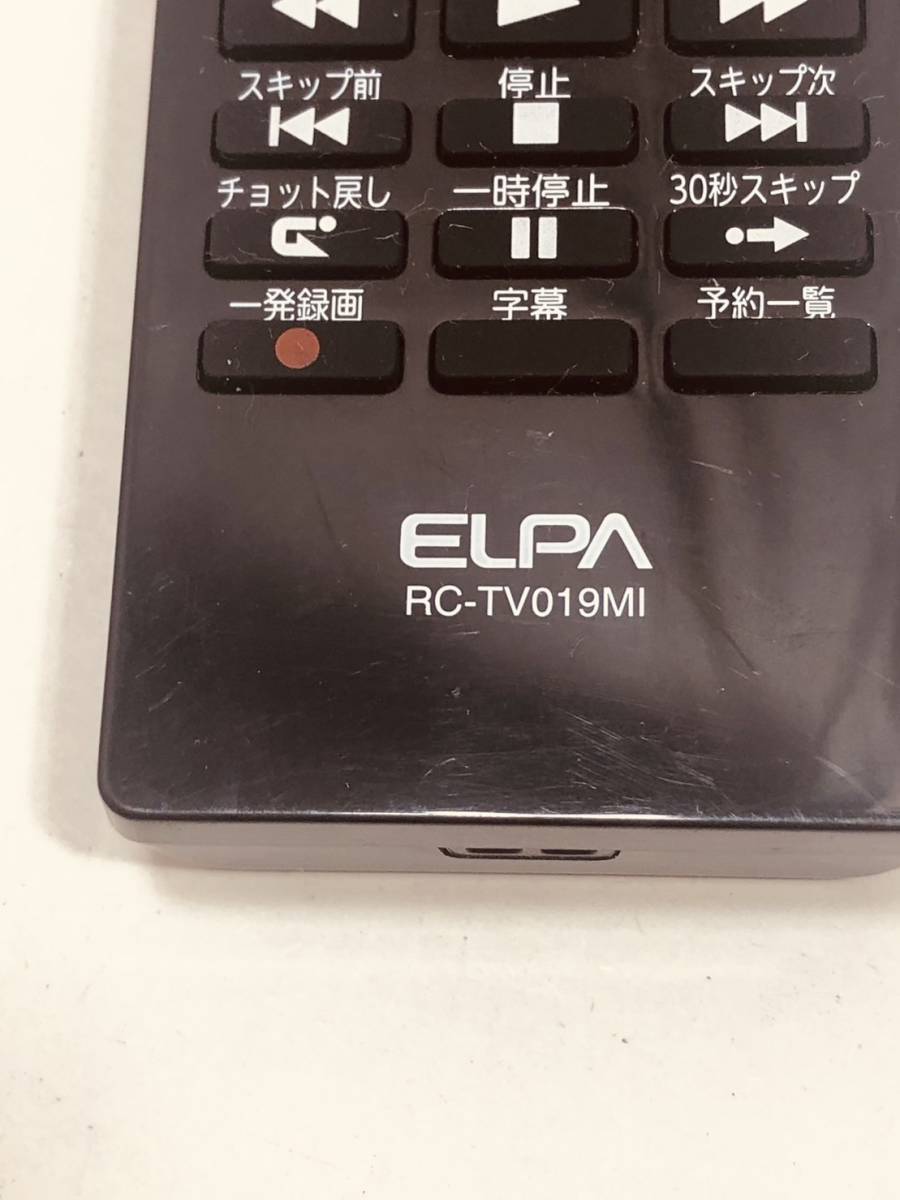 スキップ前 停止 スキップ次
チョット戻し 一時停止 30秒スキップ
一発録画 字幕 予約一覧
ELPA
RC-TV019MI